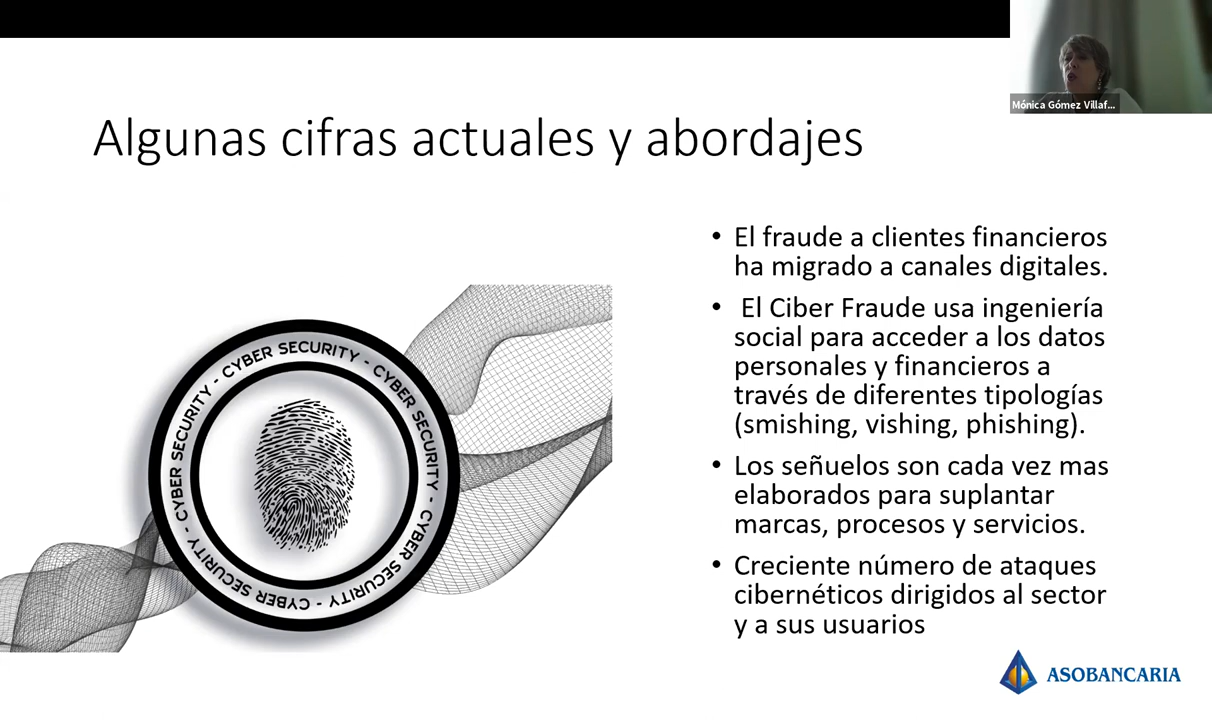 Mónica Gómez Villaf...
Algunas cifras actuales y abordajes
• El fraude a clientes financieros
ha migrado a canales digitales.
• El Ciber Fraude usa ingeniería
social para acceder a los datos
personales y financieros a
través de diferentes tipologías
(smishing, vishing, phishing).
• Los señuelos son cada vez mas
elaborados para suplantar
marcas, procesos y servicios.
• Creciente número de ataques
cibernéticos dirigidos al sector
y a sus usuarios
CYBER SECURITY - CYBER SECURITY - CYBER SECURITY - CYBER SECURITY - CYBER SECURITY -
ASOBANCARIA